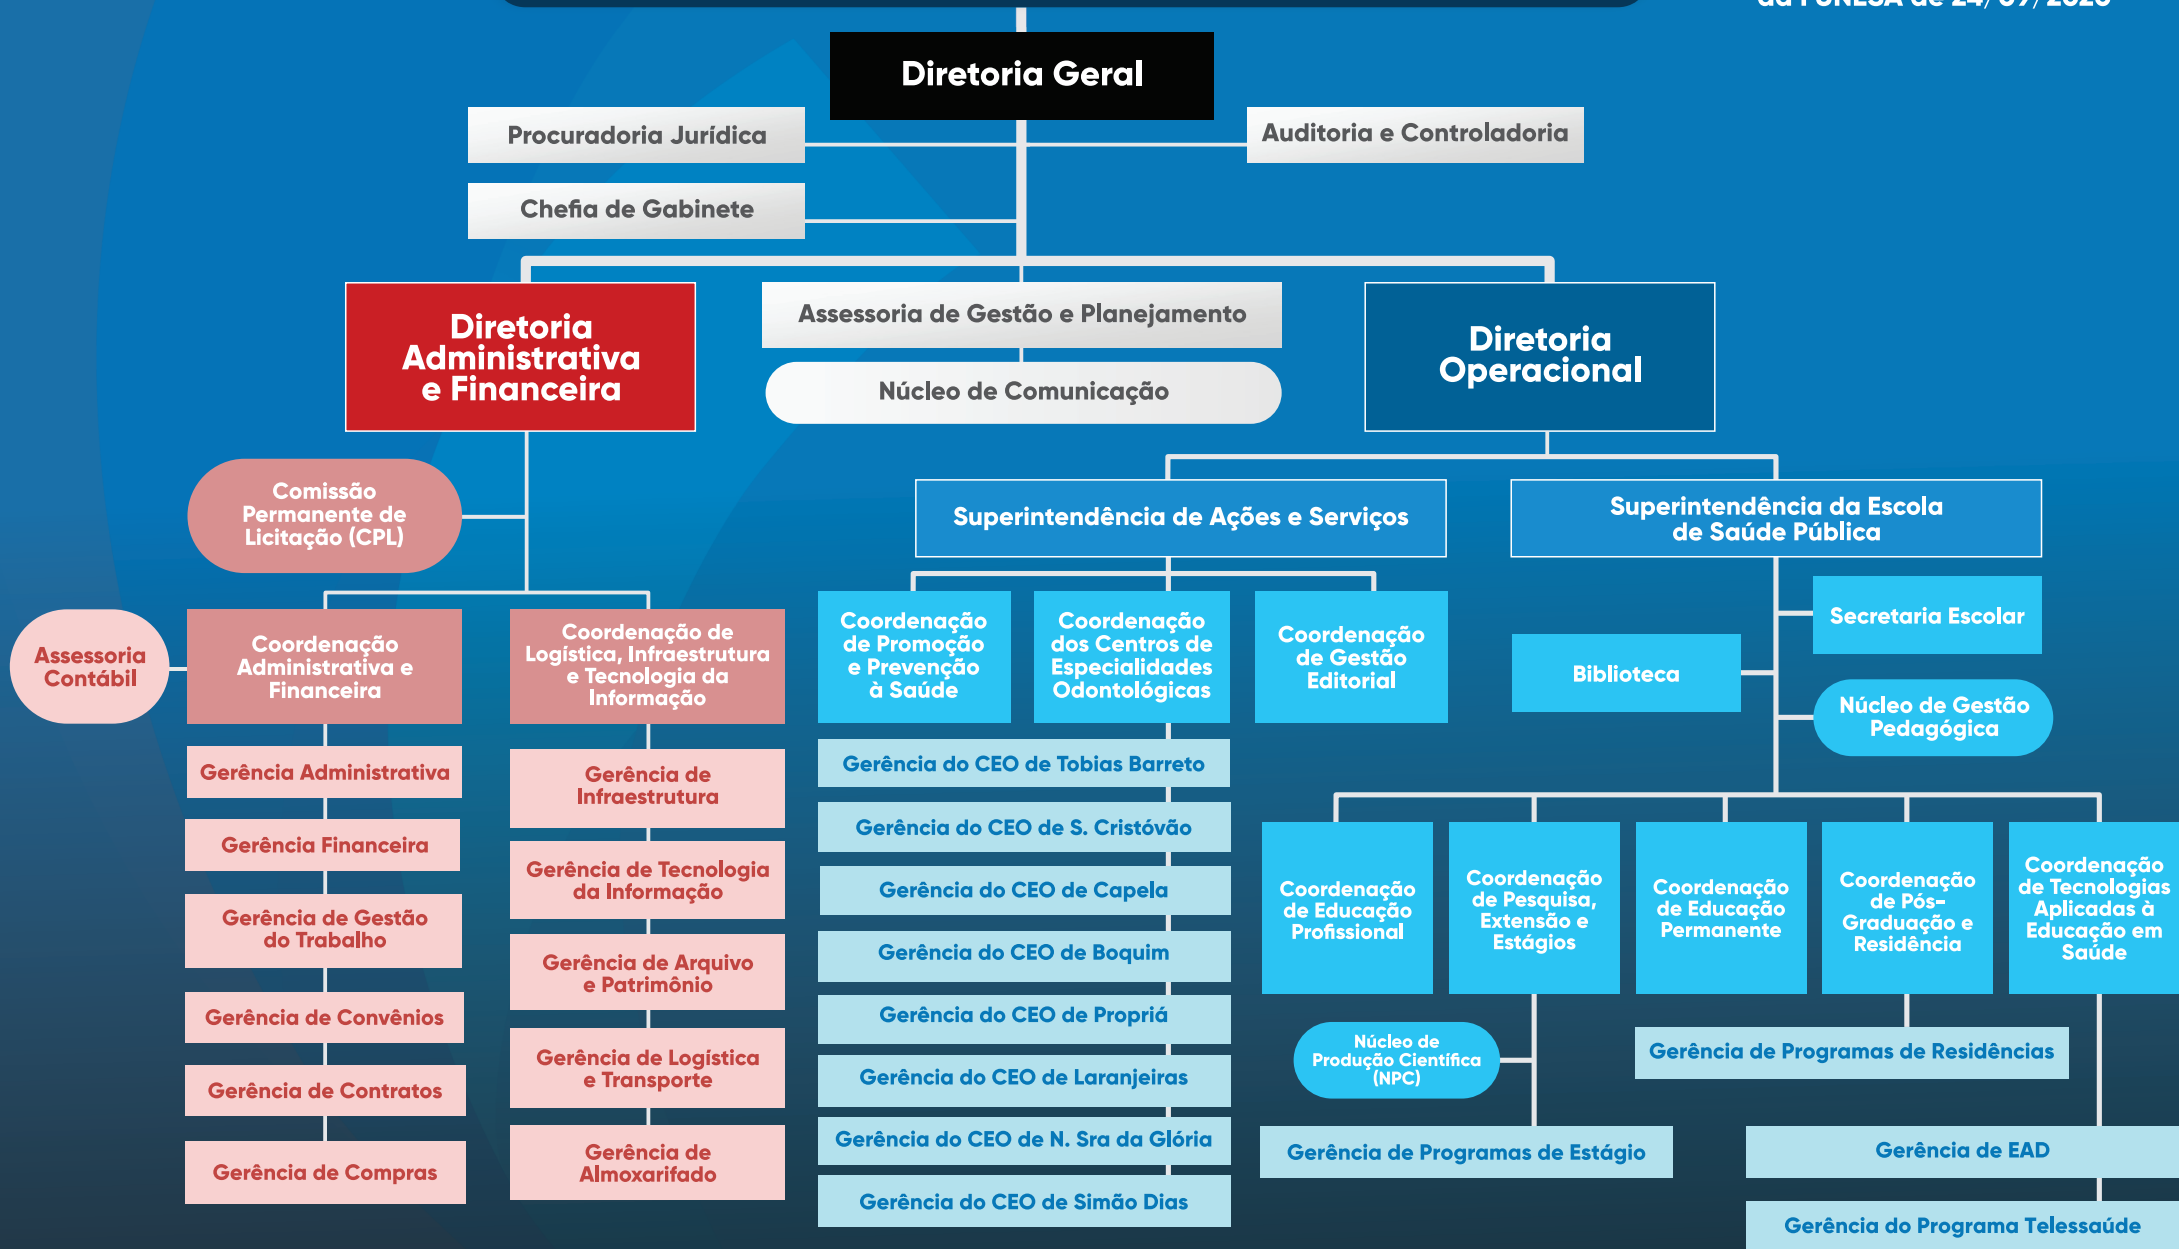 da FUNESA de 24/09/2020
Diretoria Geral
Procuradoria Jurídica
Auditoria e Controladoria
Chefia de Gabinete
Diretoria
Administrativa
e Financeira
Assessoria de Gestão e Planejamento
Núcleo de Comunicação
Diretoria
Operacional
Comissão
Permanente de
Licitação (CPL)
Superintendência de Ações e Serviços
Superintendência da Escola
de Saúde Pública
Assessoria
Contábil
Coordenação
Administrativa e
Financeira
Coordenação de
Logística, Infraestrutura
e Tecnologia da
Informação
Coordenação
de Promoção
e Prevenção
à Saúde
Coordenação
dos Centros de
Especialidades
Odontológicas
Coordenação
de Gestão
Editorial
Secretaria Escolar
Biblioteca
Núcleo de Gestão
Pedagógica
Gerência Administrativa
Gerência Financeira
Gerência de Gestão
do Trabalho
Gerência de Convênios
Gerência de Contratos
Gerência de Compras
Gerência de
Infraestrutura
Gerência de Tecnologia
da Informação
Gerência de Arquivo
e Patrimônio
Gerência de Logística
e Transporte
Gerência de
Almoxarifado
Gerência do CEO de Tobias Barreto
Gerência do CEO de S. Cristóvão
Gerência do CEO de Capela
Gerência do CEO de Boquim
Gerência do CEO de Propriá
Gerência do CEO de Laranjeiras
Gerência do CEO de N. Sra da Glória
Gerência do CEO de Simão Dias
Coordenação
de Educação
Profissional
Coordenação
de Pesquisa,
Extensão e
Estágios
Coordenação
de Educação
Permanente
Coordenação
de Pós-
Graduação e
Residência
Coordenação
de Tecnologias
Aplicadas à
Educação em
Saúde
Núcleo de
Produção Científica
(NPC)
Gerência de Programas de Residências
Gerência de Programas de Estágio
Gerência de EAD
Gerência do Programa Telessaúde